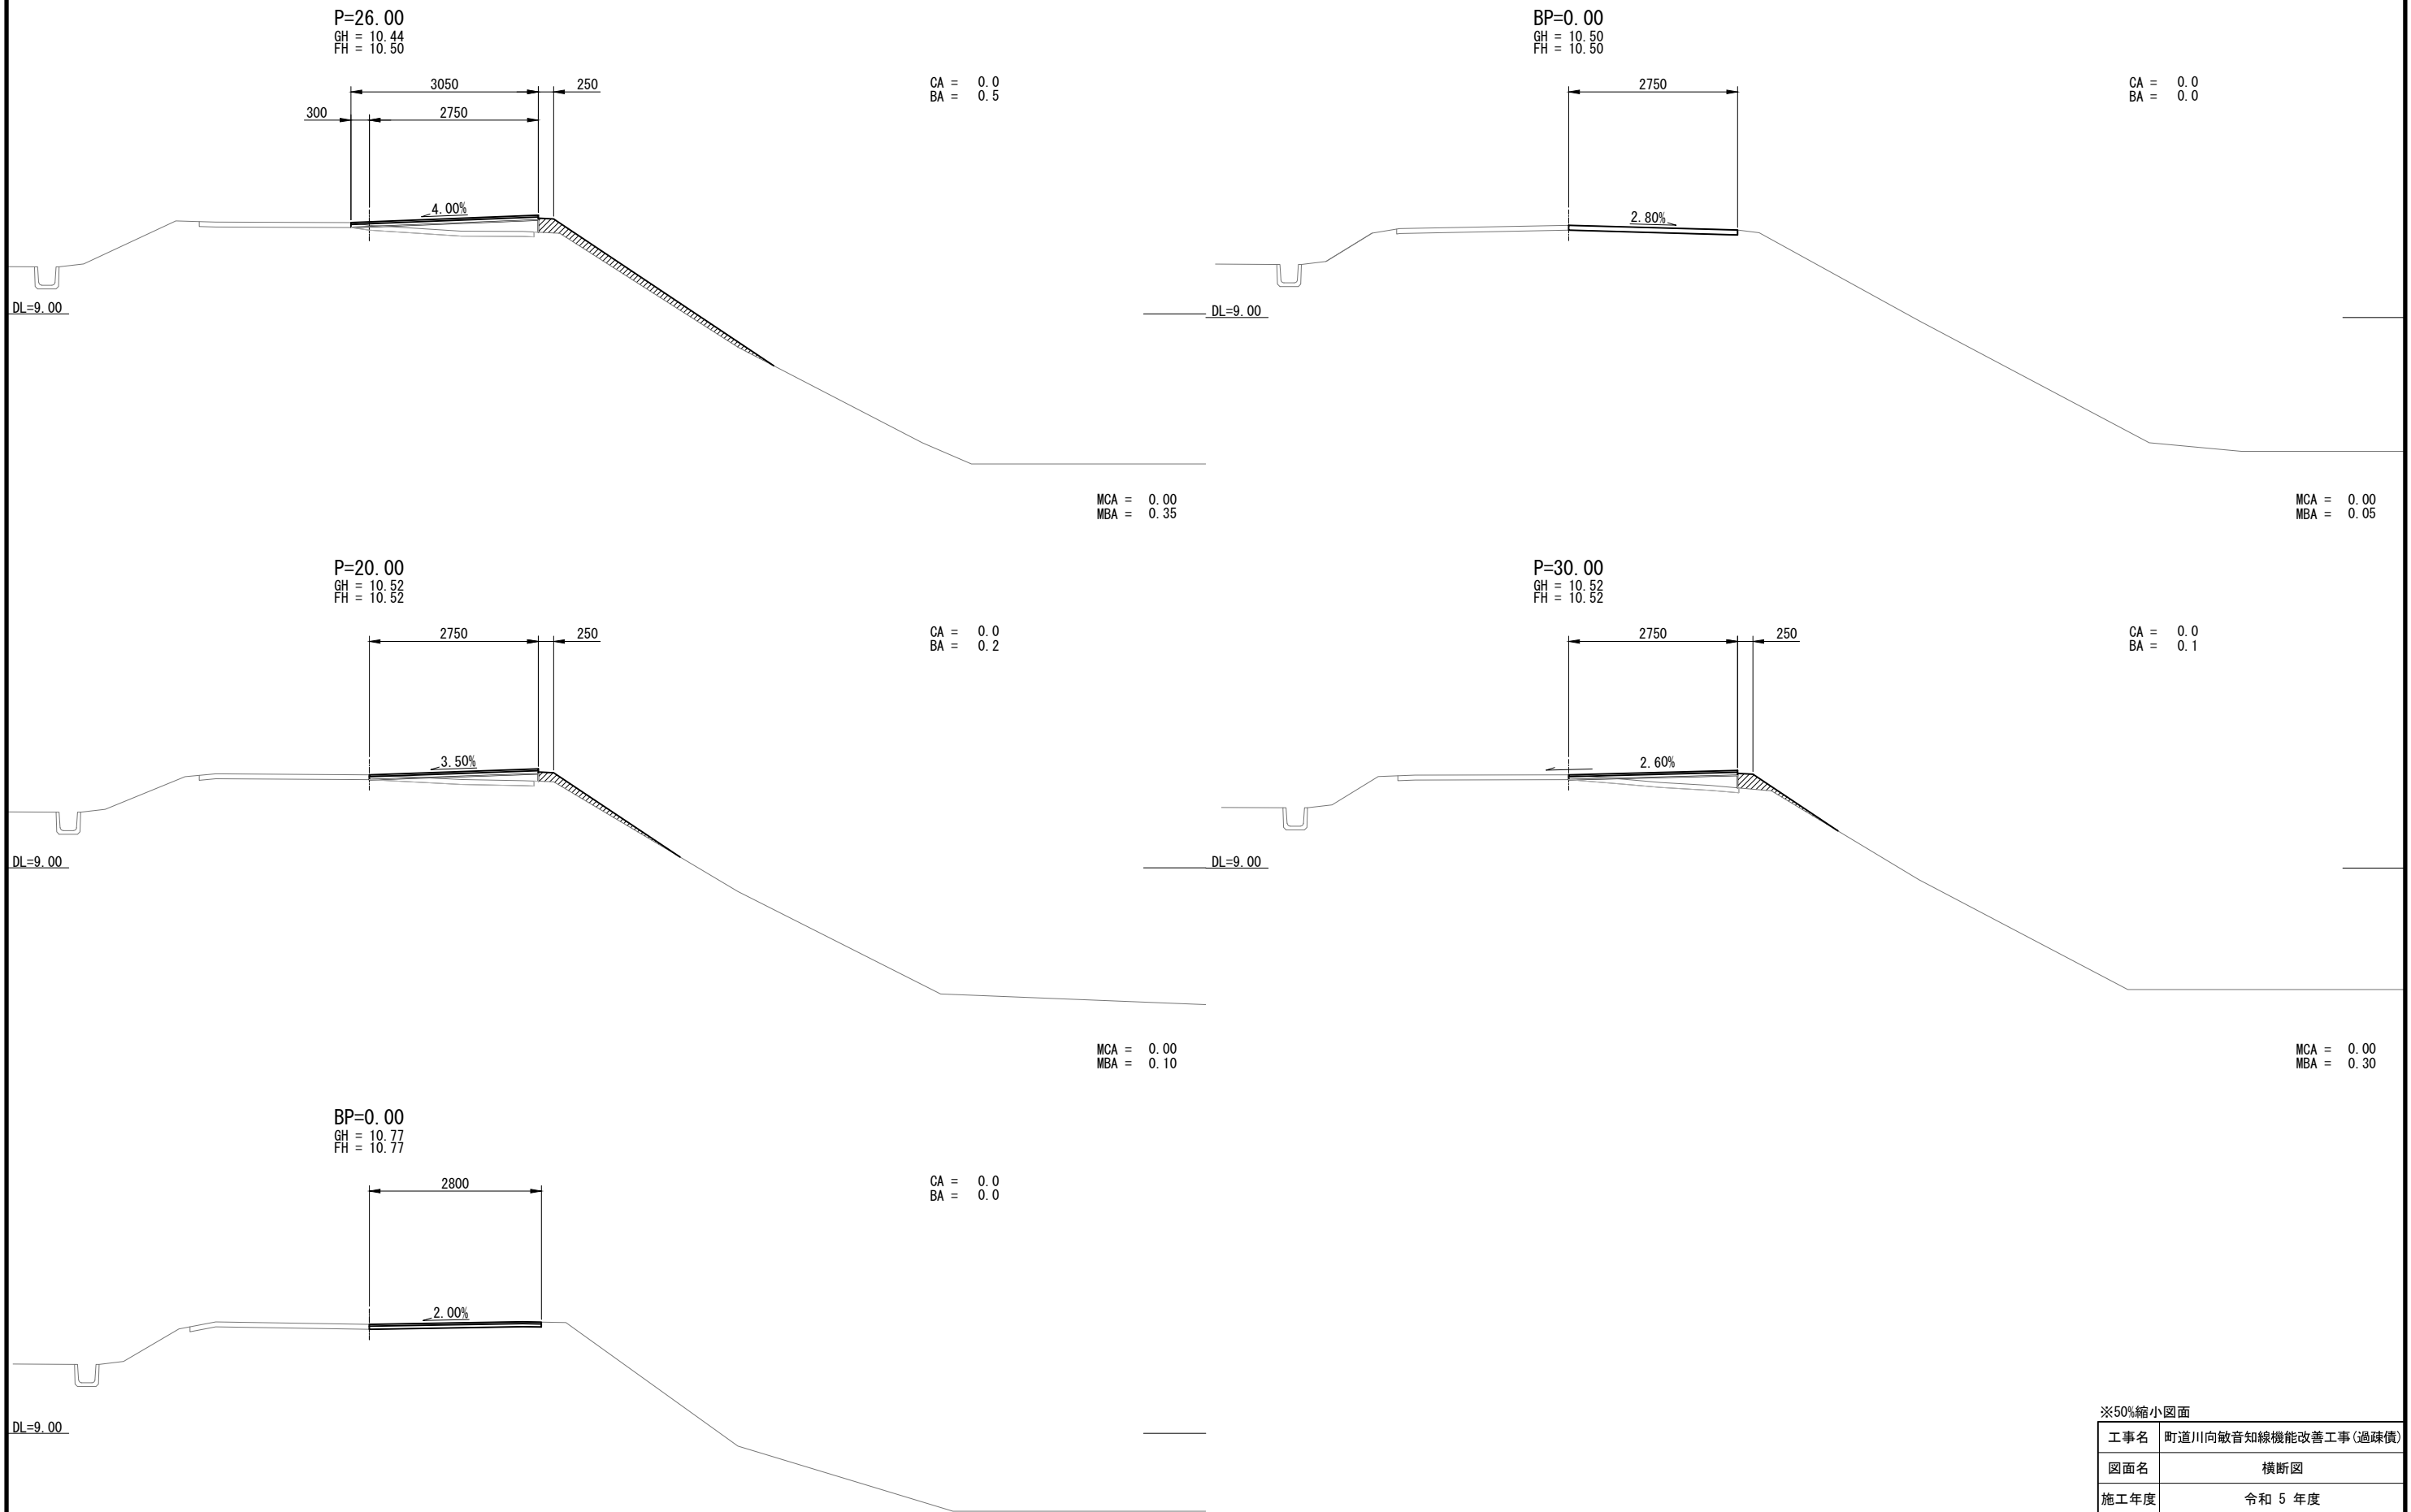 P=26.00
GH = 10.44
FH = 10.50
3050
250
300
2750
4.00%
CA = 0.0
BA = 0.5
DL=9.00
MCA = 0.00
MBA = 0.35
P=20.00
GH = 10.52
FH = 10.52
2750
250
3.50%
CA = 0.0
BA = 0.2
DL=9.00
MCA = 0.00
MBA = 0.10
BP=0.00
GH = 10.77
FH = 10.77
2800
2.00%
CA = 0.0
BA = 0.0
DL=9.00
BP=0.00
GH = 10.50
FH = 10.50
2750
2.80%
CA = 0.0
BA = 0.0
DL=9.00
MCA = 0.00
MBA = 0.05
P=30.00
GH = 10.52
FH = 10.52
2750
250
2.60%
CA = 0.0
BA = 0.1
DL=9.00
MCA = 0.00
MBA = 0.30
※50%縮小図面
工事名 町道川向敏音知線機能改善工事(過疎債)
図面名 横断図
施工年度 令和 5 年度